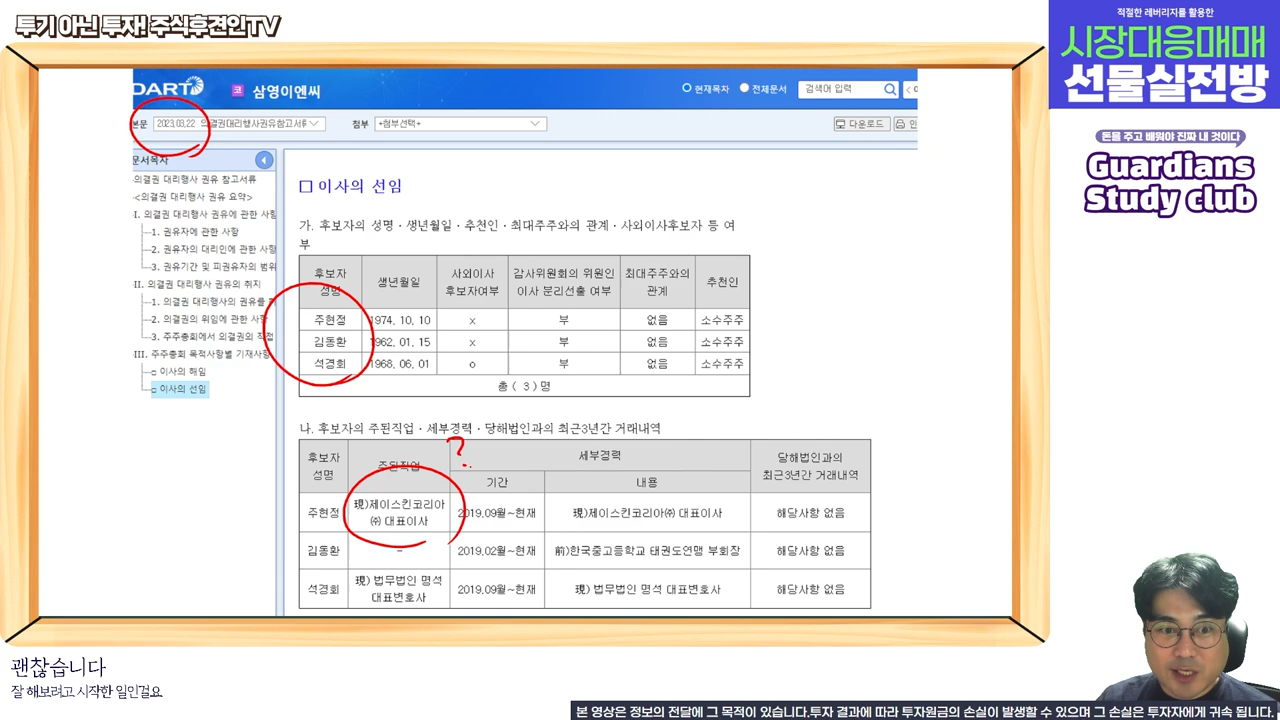 투기 아닌 투자! 주식후견인TV
적절한 레버리지를 활용한
시장대응매매
선물실전방
돈을 주고 배워야 진짜 내 것이다
Guardians
Study club
DART 코 삼영이엔씨 현재목차 전체문서 검색어 입력
본문 2023.03.22 의결권대리행사권유참고서류 첨부 +첨부선택+ 다운로드 인
문서목차
의결권 대리행사 권유 참고서류
<의결권 대리행사 권유 요약>
I. 의결권 대리행사 권유에 관한 사항
1. 권유자에 관한 사항
2. 권유자의 대리인에 관한 사항
3. 권유기간 및 피권유자의 범위
II. 의결권 대리행사 권유의 취지
1. 의결권 대리행사의 권유를
2. 의결권의 위임에 관한 사항
3. 주주총회에서 의결권의 직접
III. 주주총회 목적사항별 기재사항
□ 이사의 해임
□ 이사의 선임
□ 이사의 선임
가. 후보자의 성명ㆍ생년월일ㆍ추천인ㆍ최대주주와의 관계ㆍ사외이사후보자 등 여
부
후보자 성명 생년월일 사외이사 후보자여부 감사위원회의 위원인 이사 분리선출 여부 최대주주와의 관계 추천인
주현정 1974. 10. 10 x 부 없음 소수주주
김동환 1962. 01. 15 x 부 없음 소수주주
석경회 1968. 06. 01 o 부 없음 소수주주
총 ( 3 ) 명
나. 후보자의 주된직업ㆍ세부경력ㆍ당해법인과의 최근3년간 거래내역
?
후보자 성명 주된직업 세부경력 당해법인과의 최근3년간 거래내역
기간 내용
주현정 現)제이스킨코리아㈜ 대표이사 2019.09월~현재 現)제이스킨코리아㈜ 대표이사 해당사항 없음
김동환 - 2019.02월~현재 前)한국중고등학교 태권도연맹 부회장 해당사항 없음
석경회 現) 법무법인 명석 대표변호사 2019.09월~현재 現) 법무법인 명석 대표변호사 해당사항 없음
괜찮습니다
잘 해보려고 시작한 일인걸요
본 영상은 정보의 전달에 그 목적이 있습니다.투자 결과에 따라 투자원금의 손실이 발생할 수 있으며 그 손실은 투자자에게 귀속 됩니다.